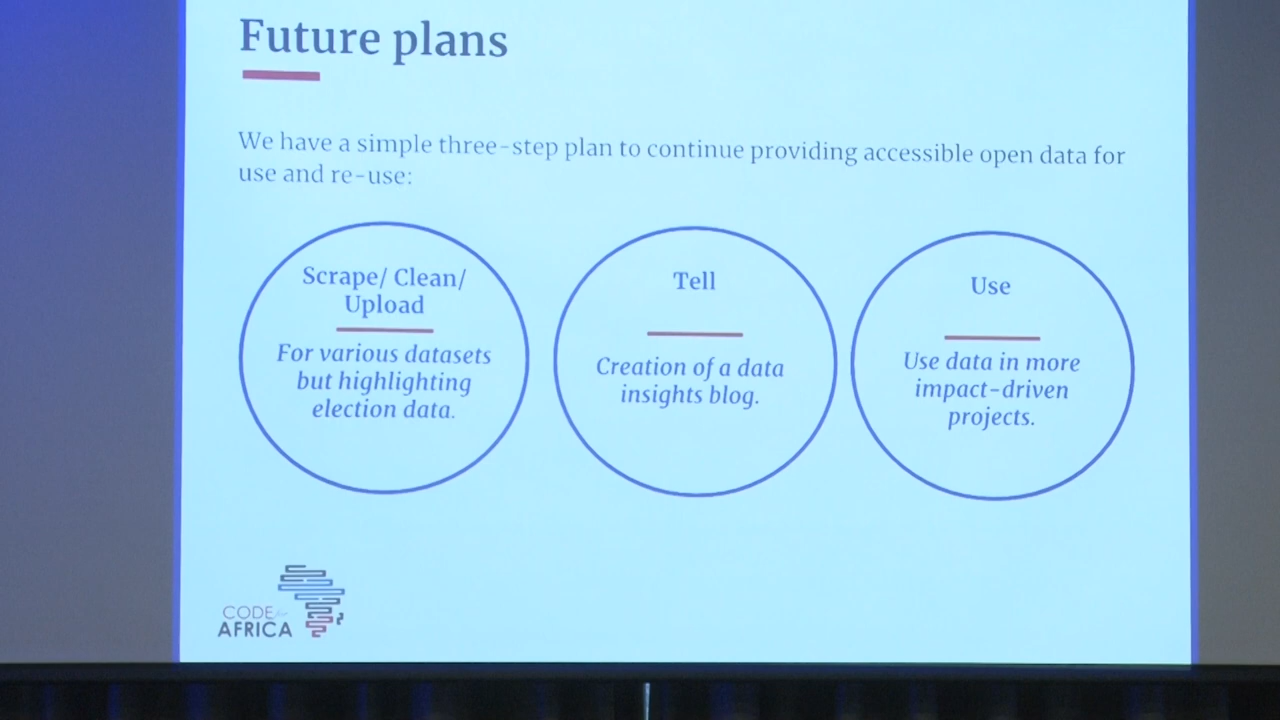 Future plans
We have a simple three-step plan to continue providing accessible open data for
use and re-use:
Scrape/ Clean/
Upload
For various datasets
but highlighting
election data.
Tell
Creation of a data
insights blog.
Use
Use data in more
impact-driven
projects.
CODE
AFRICA